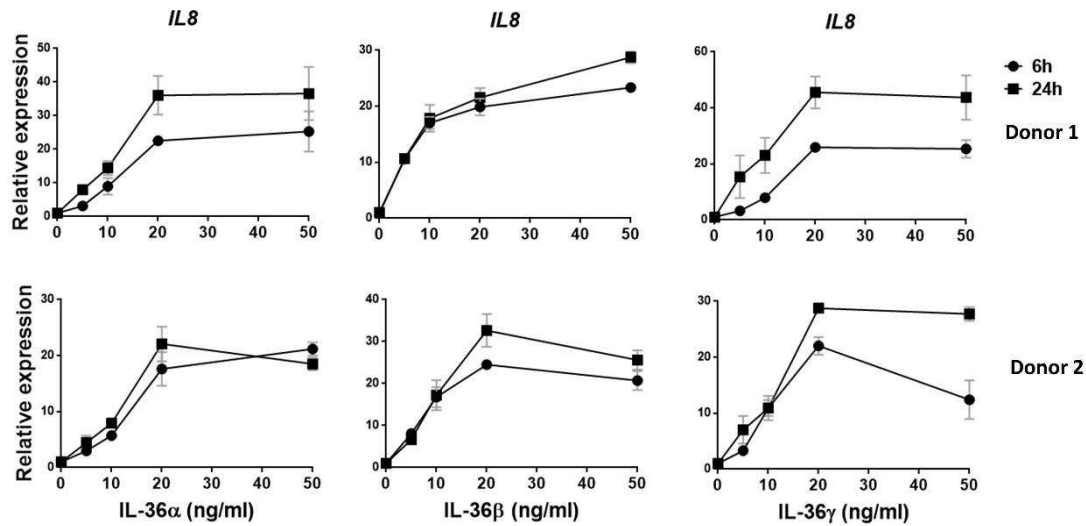 IL8
IL8
IL8
Relative expression
50
40
30
20
10
0
0 10 20 30 40 50
30
20
10
0
0 10 20 30 40 50
60
40
20
0
0 10 20 30 40 50
6h
24h
Donor 1
Relative expression
30
20
10
0
0 10 20 30 40 50
IL-36α (ng/ml)
40
30
20
10
0
0 10 20 30 40 50
IL-36β (ng/ml)
30
20
10
0
0 10 20 30 40 50
IL-36γ (ng/ml)
Donor 2